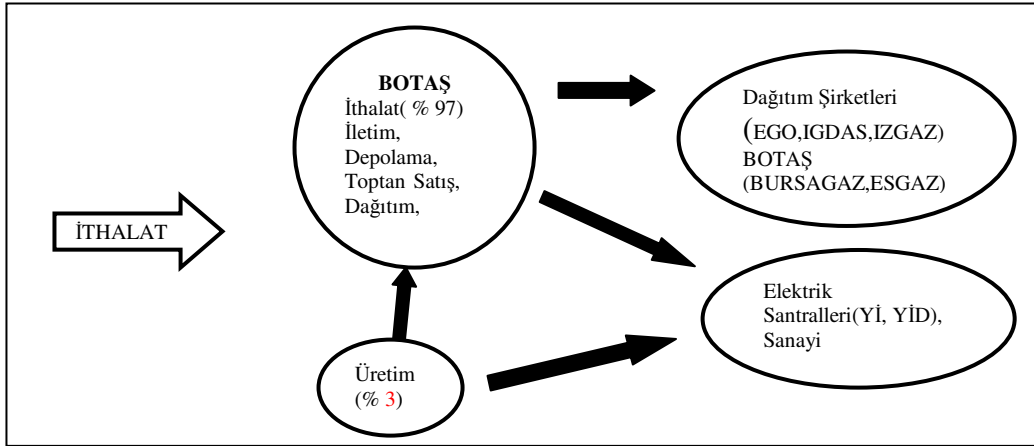 BOTAŞ
İthalat( % 97)
İletim,
Depolama,
Toptan Satış,
Dağıtım,
Dağıtım Şirketleri
(EGO,IGDAS,IZGAZ)
BOTAŞ
(BURSAGAZ,ESGAZ)
İTHALAT
Elektrik
Santralleri(Yİ, YİD),
Sanayi
Üretim
(% 3)